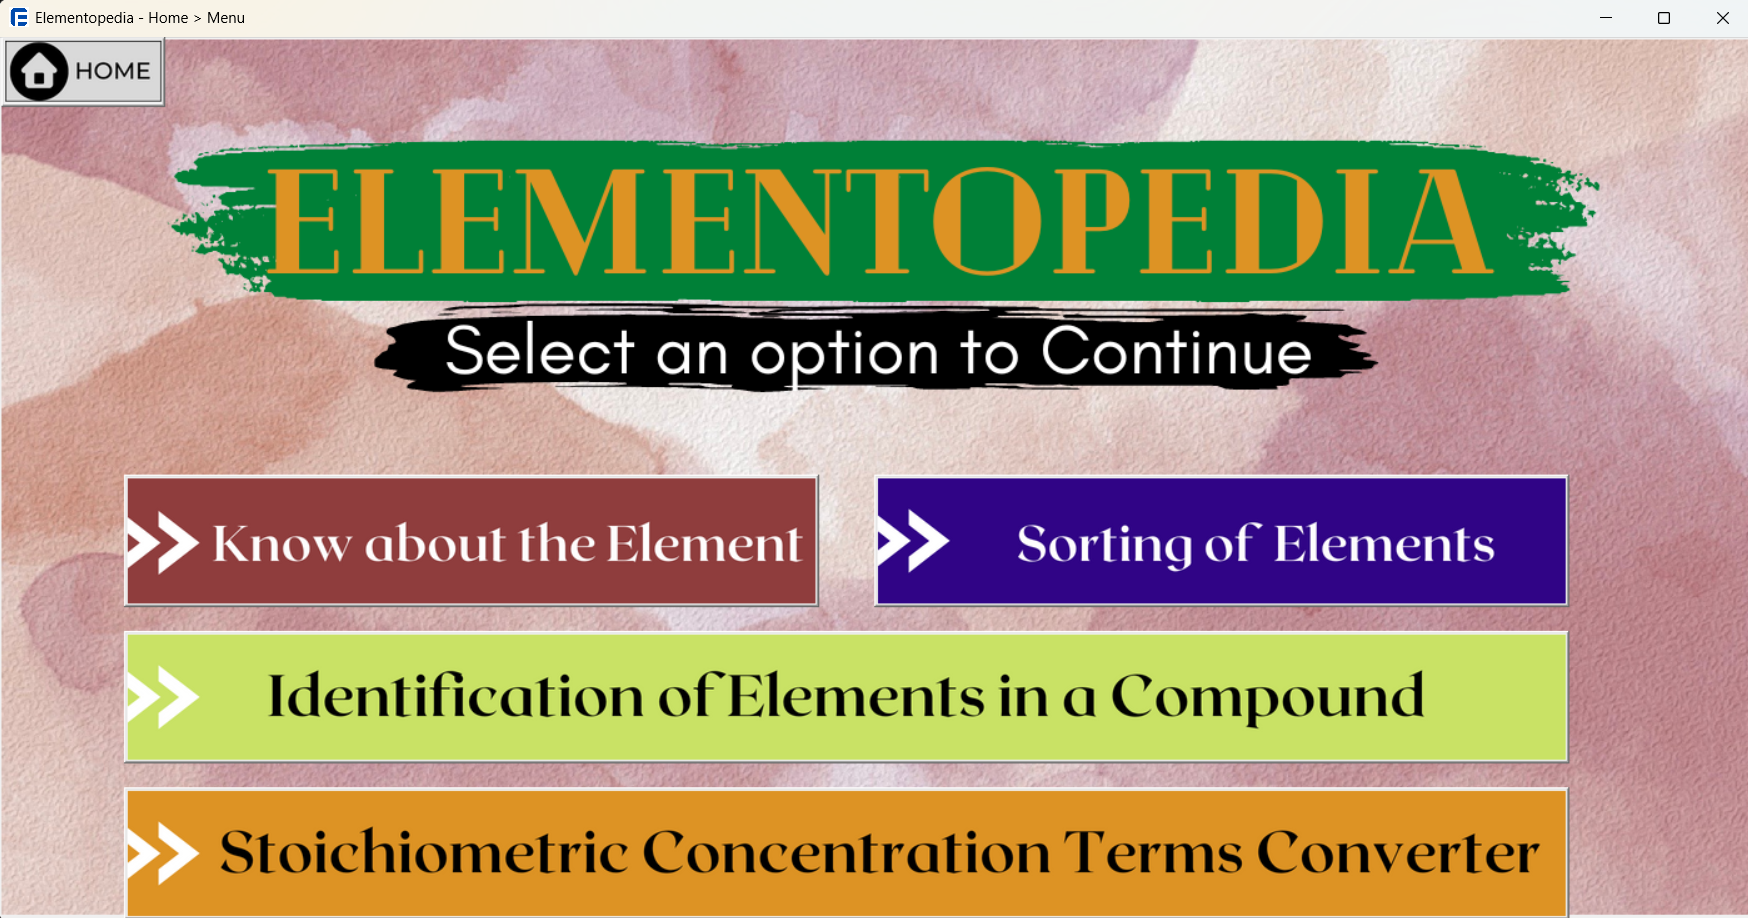 Elementopedia - Home > Menu
HOME
ELEMENTOPEDIA
Select an option to Continue
Know about the Element
Sorting of Elements
Identification of Elements in a Compound
Stoichiometric Concentration Terms Converter